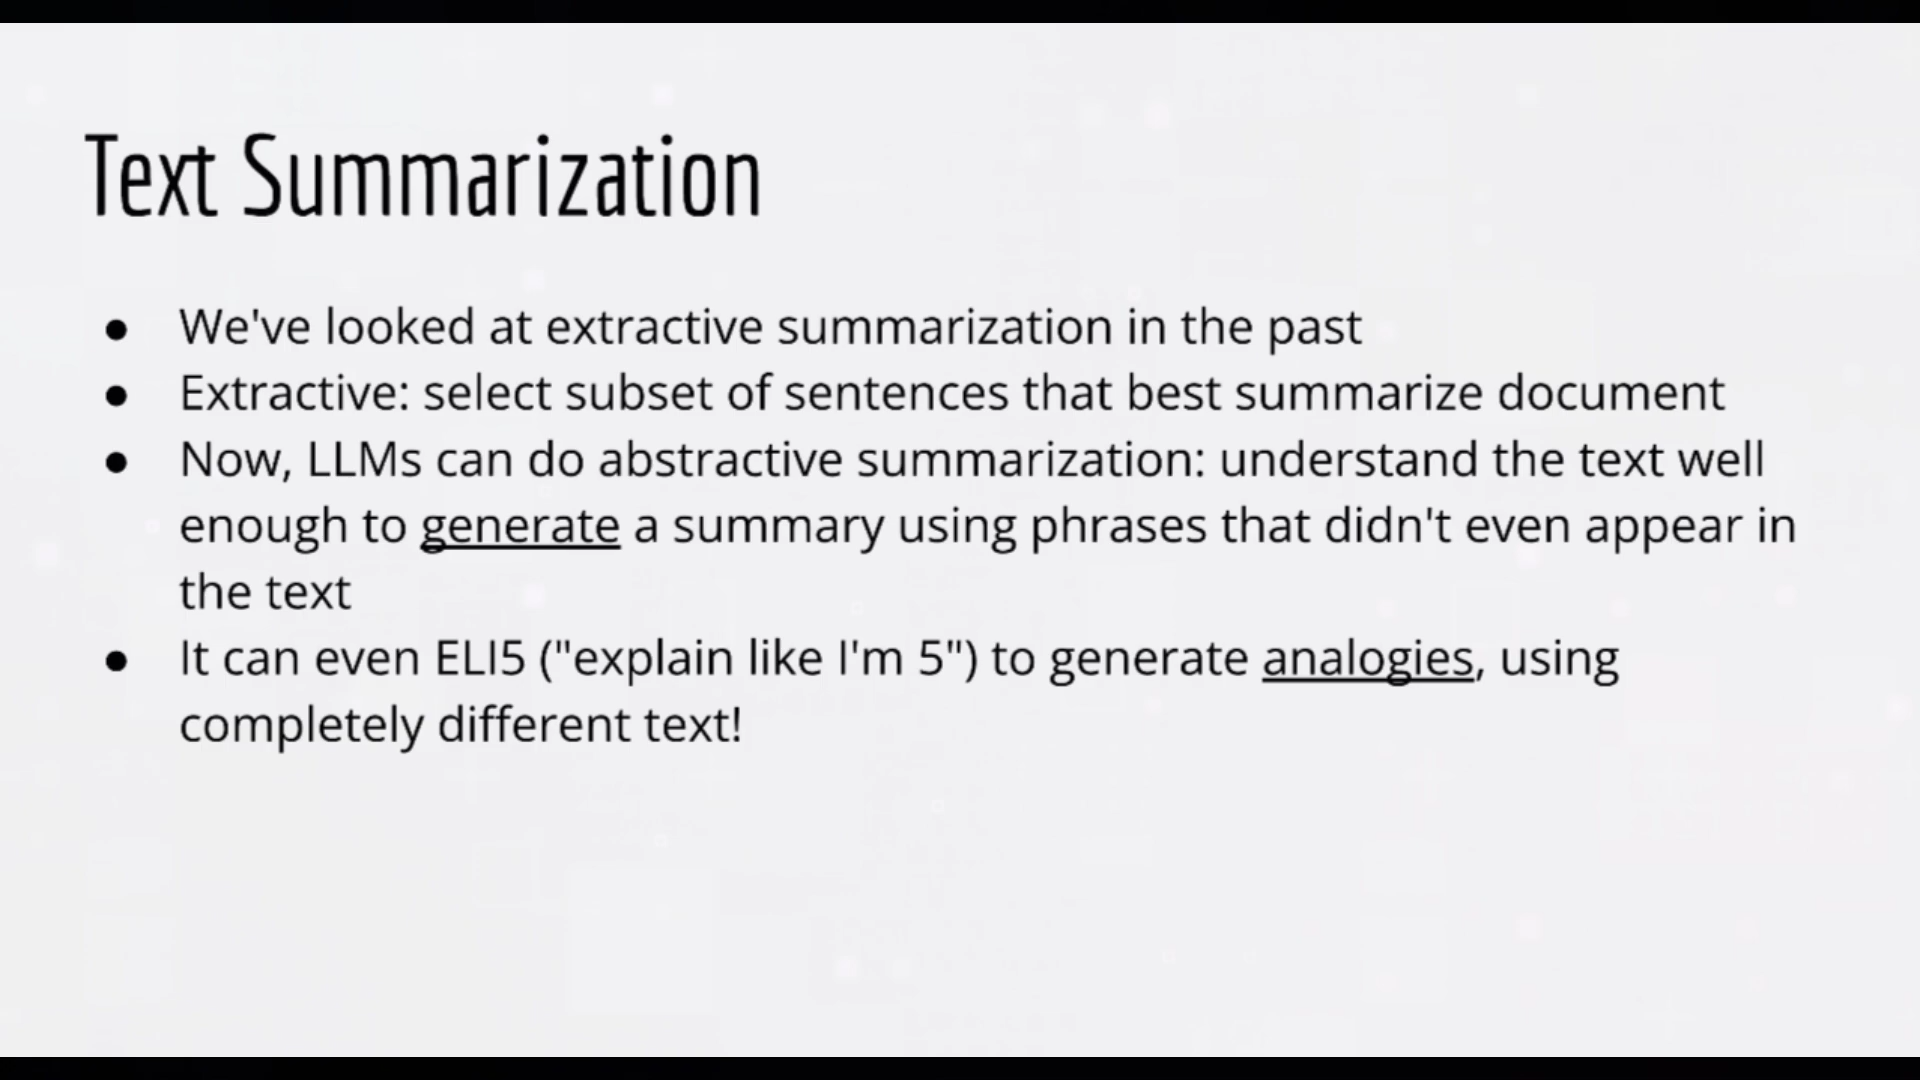 Text Summarization
● We've looked at extractive summarization in the past
● Extractive: select subset of sentences that best summarize document
● Now, LLMs can do abstractive summarization: understand the text well
enough to generate a summary using phrases that didn't even appear in
the text
● It can even ELI5 ("explain like I'm 5") to generate analogies, using
completely different text!